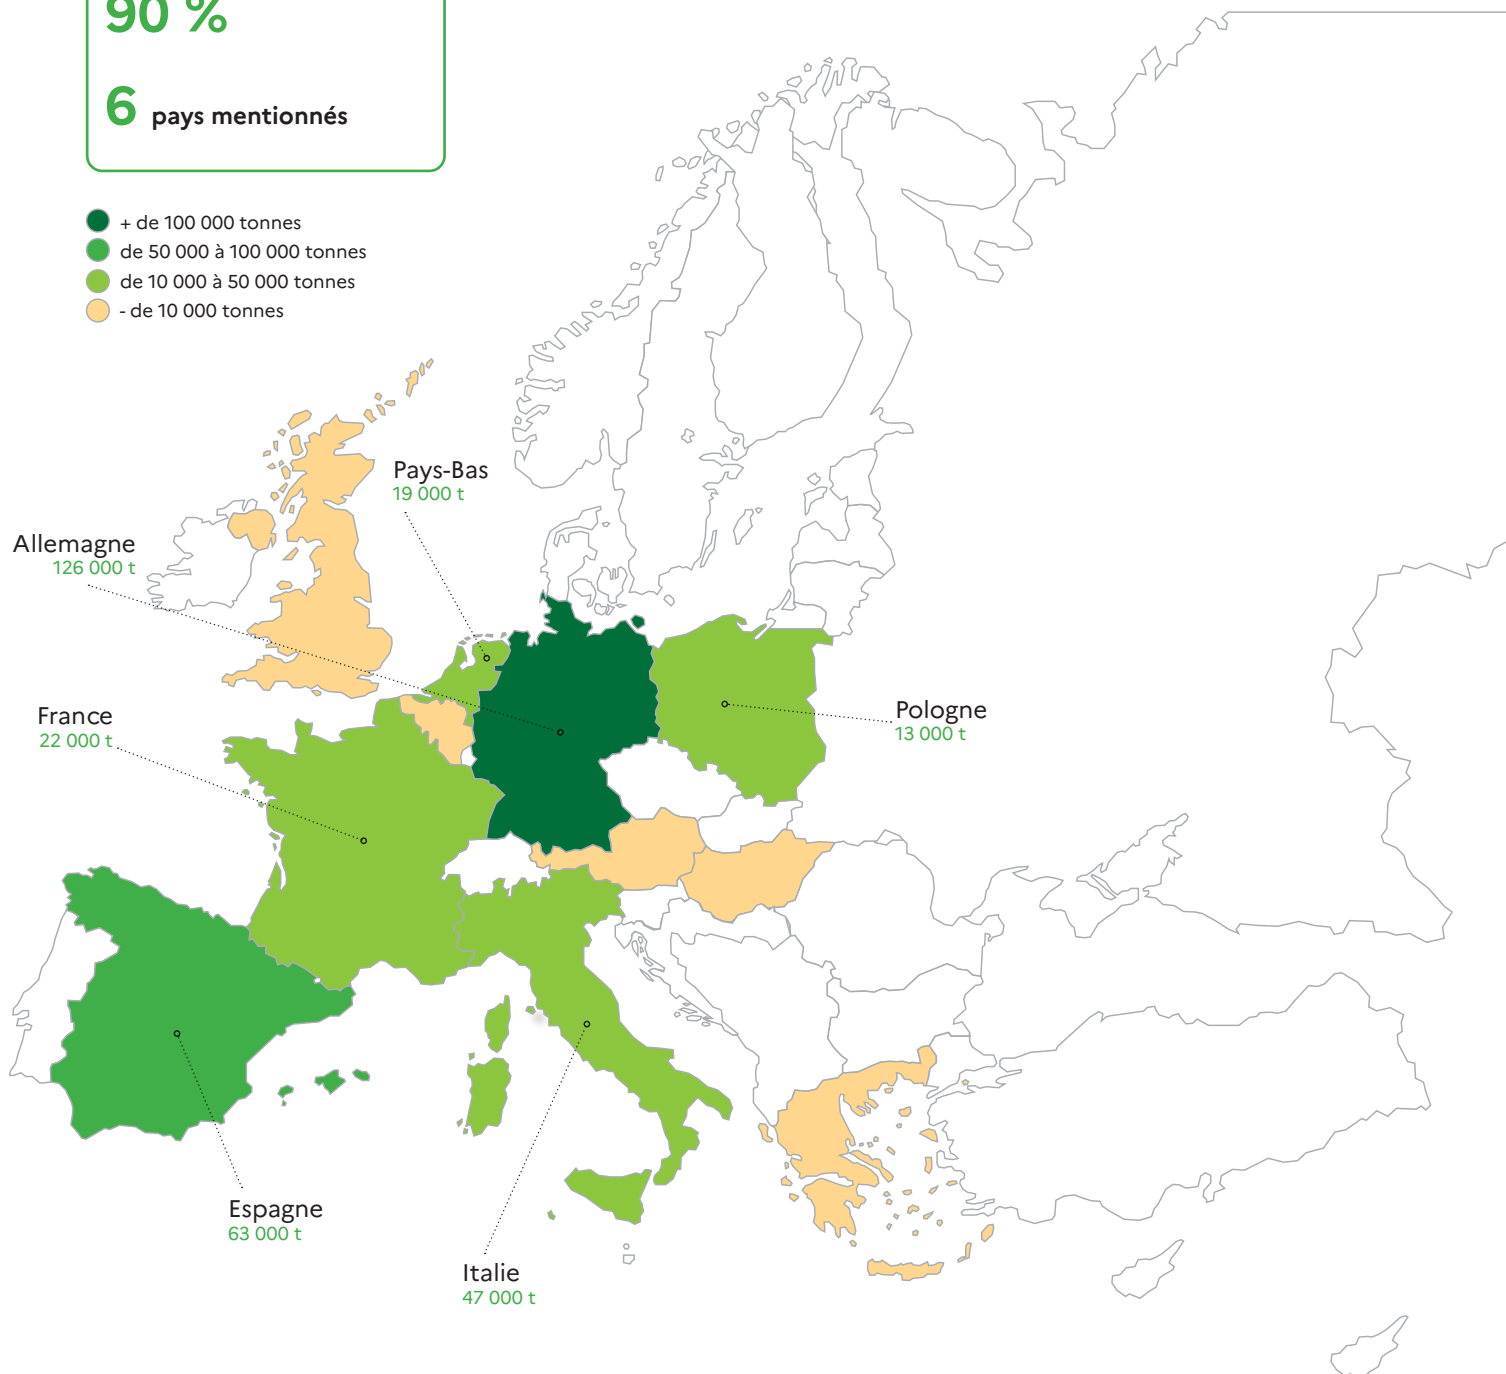 90 %
6 pays mentionnés
+ de 100 000 tonnes
de 50 000 à 100 000 tonnes
de 10 000 à 50 000 tonnes
- de 10 000 tonnes
Pays-Bas
19 000 t
Allemagne
126 000 t
France
22 000 t
Pologne
13 000 t
Espagne
63 000 t
Italie
47 000 t